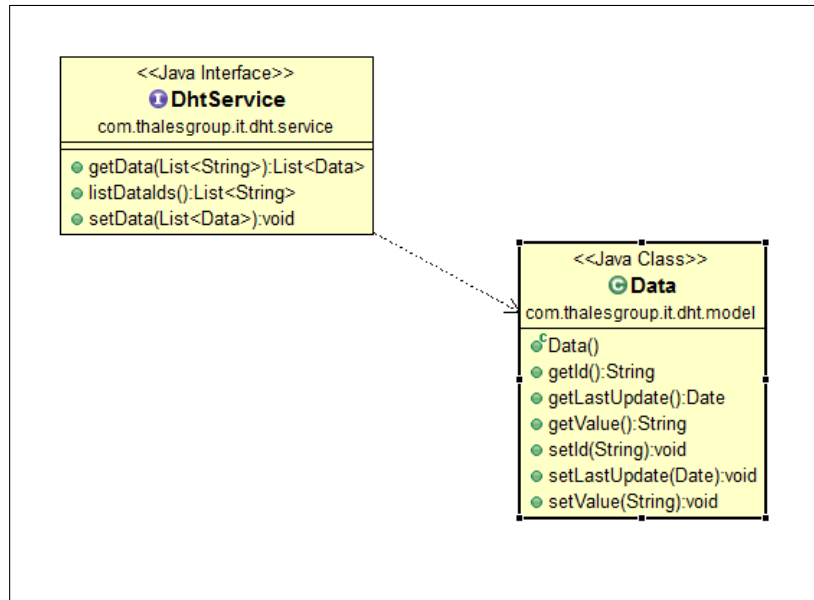 <<Java Interface>>
DhtService
com.thalesgroup.it.dht.service
getData(List<String>):List<Data>
listDataIds():List<String>
setData(List<Data>):void
<<Java Class>>
Data
com.thalesgroup.it.dht.model
Data()
getId():String
getLastUpdate():Date
getValue():String
setId(String):void
setLastUpdate(Date):void
setValue(String):void